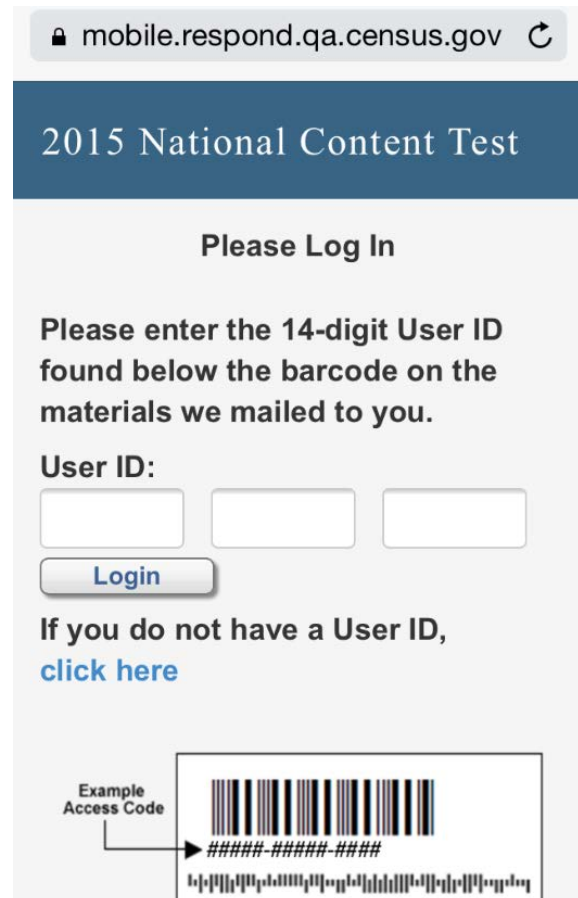 mobile.respond.qa.census.gov
2015 National Content Test
Please Log In
Please enter the 14-digit User ID
found below the barcode on the
materials we mailed to you.
User ID:
Login
If you do not have a User ID,
click here
Example
Access Code
#####-#####-####